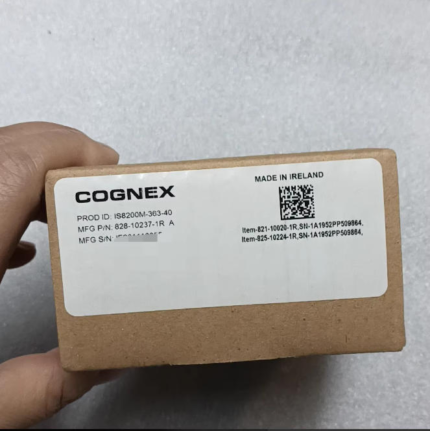 MADE IN IRELAND
COGNEX
PROD ID: IS8200M-363-40
MFG P/N: 828-10237-1R A
MFG S/N:
Item-821-10020-1R,SN-1A1952PP509864,
Item-825-10224-1R,SN-1A1952PP509864,